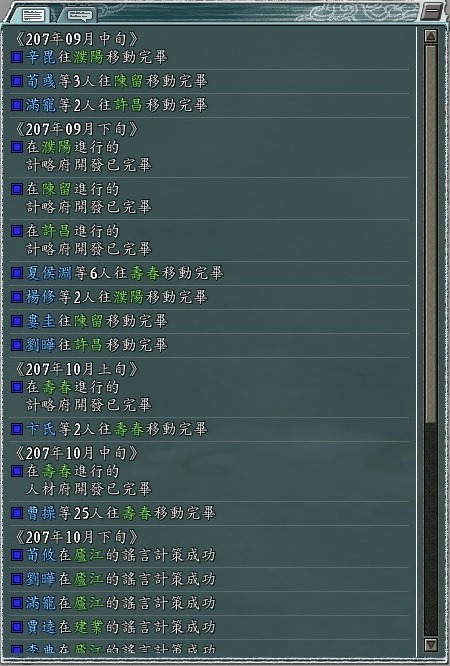 《207年09月中旬》
辛毘往濮陽移動完畢
荀彧等3人往陳留移動完畢
滿寵等2人往許昌移動完畢
《207年09月下旬》
在濮陽進行的
計略府開發已完畢
在陳留進行的
計略府開發已完畢
在許昌進行的
計略府開發已完畢
夏侯淵等6人往壽春移動完畢
楊修等2人往濮陽移動完畢
婁圭往陳留移動完畢
劉曄往許昌移動完畢
《207年10月上旬》
在壽春進行的
計略府開發已完畢
卞氏等2人往壽春移動完畢
《207年10月中旬》
在壽春進行的
人材府開發已完畢
曹操等25人往壽春移動完畢
《207年10月下旬》
荀攸在廬江的謠言計策成功
劉曄在廬江的謠言計策成功
滿寵在廬江的謠言計策成功
賈逵在建業的謠言計策成功
李典在廬江的謠言計策成功